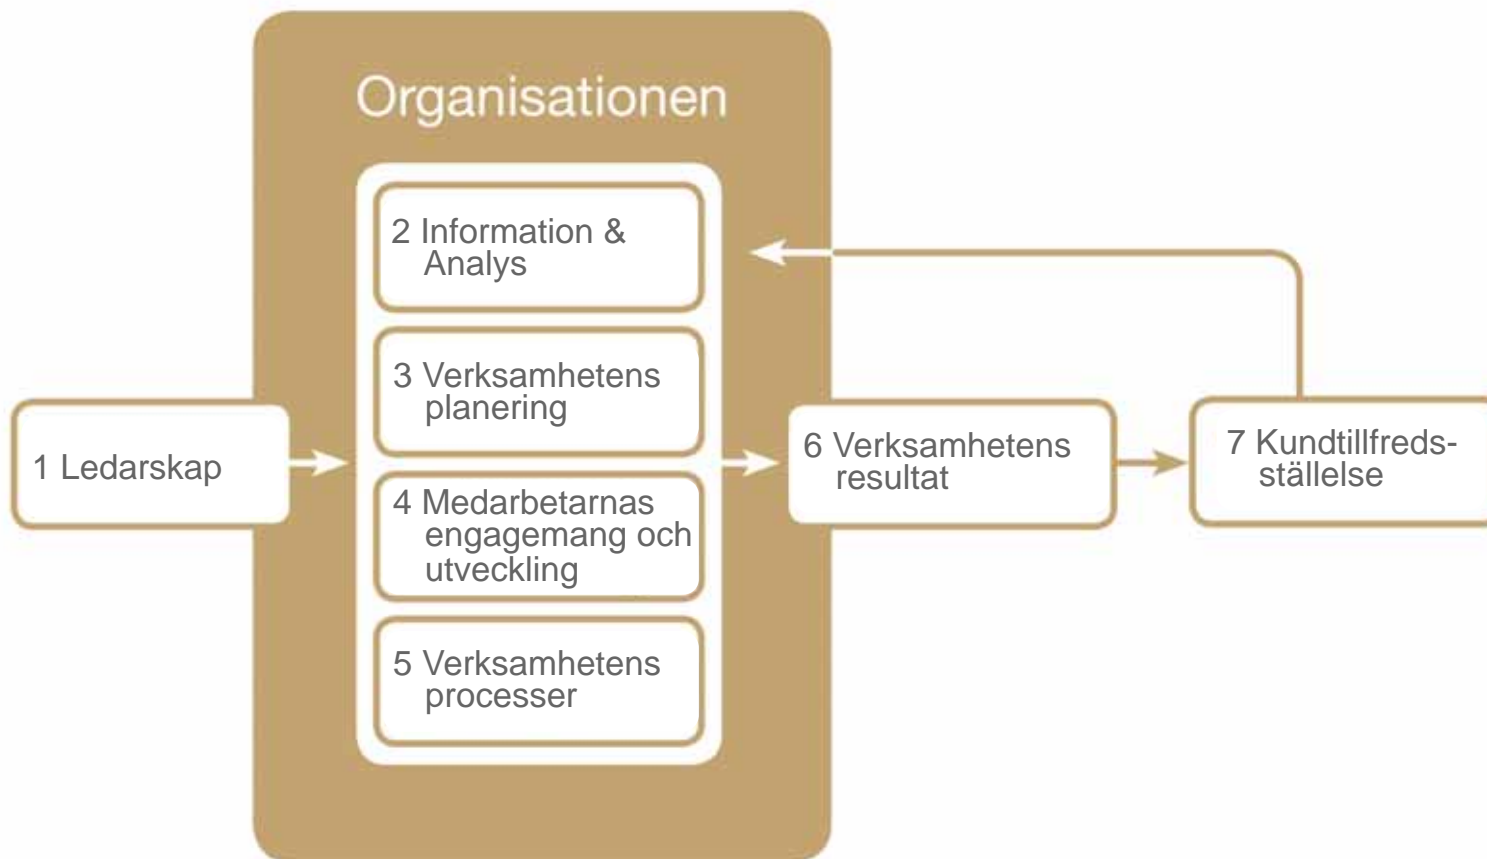 Organisationen
1 Ledarskap
2 Information &
Analys
3 Verksamhetens
planering
4 Medarbetarnas
engagemang och
utveckling
5 Verksamhetens
processer
6 Verksamhetens
resultat
7 Kundtillfreds-
ställelse